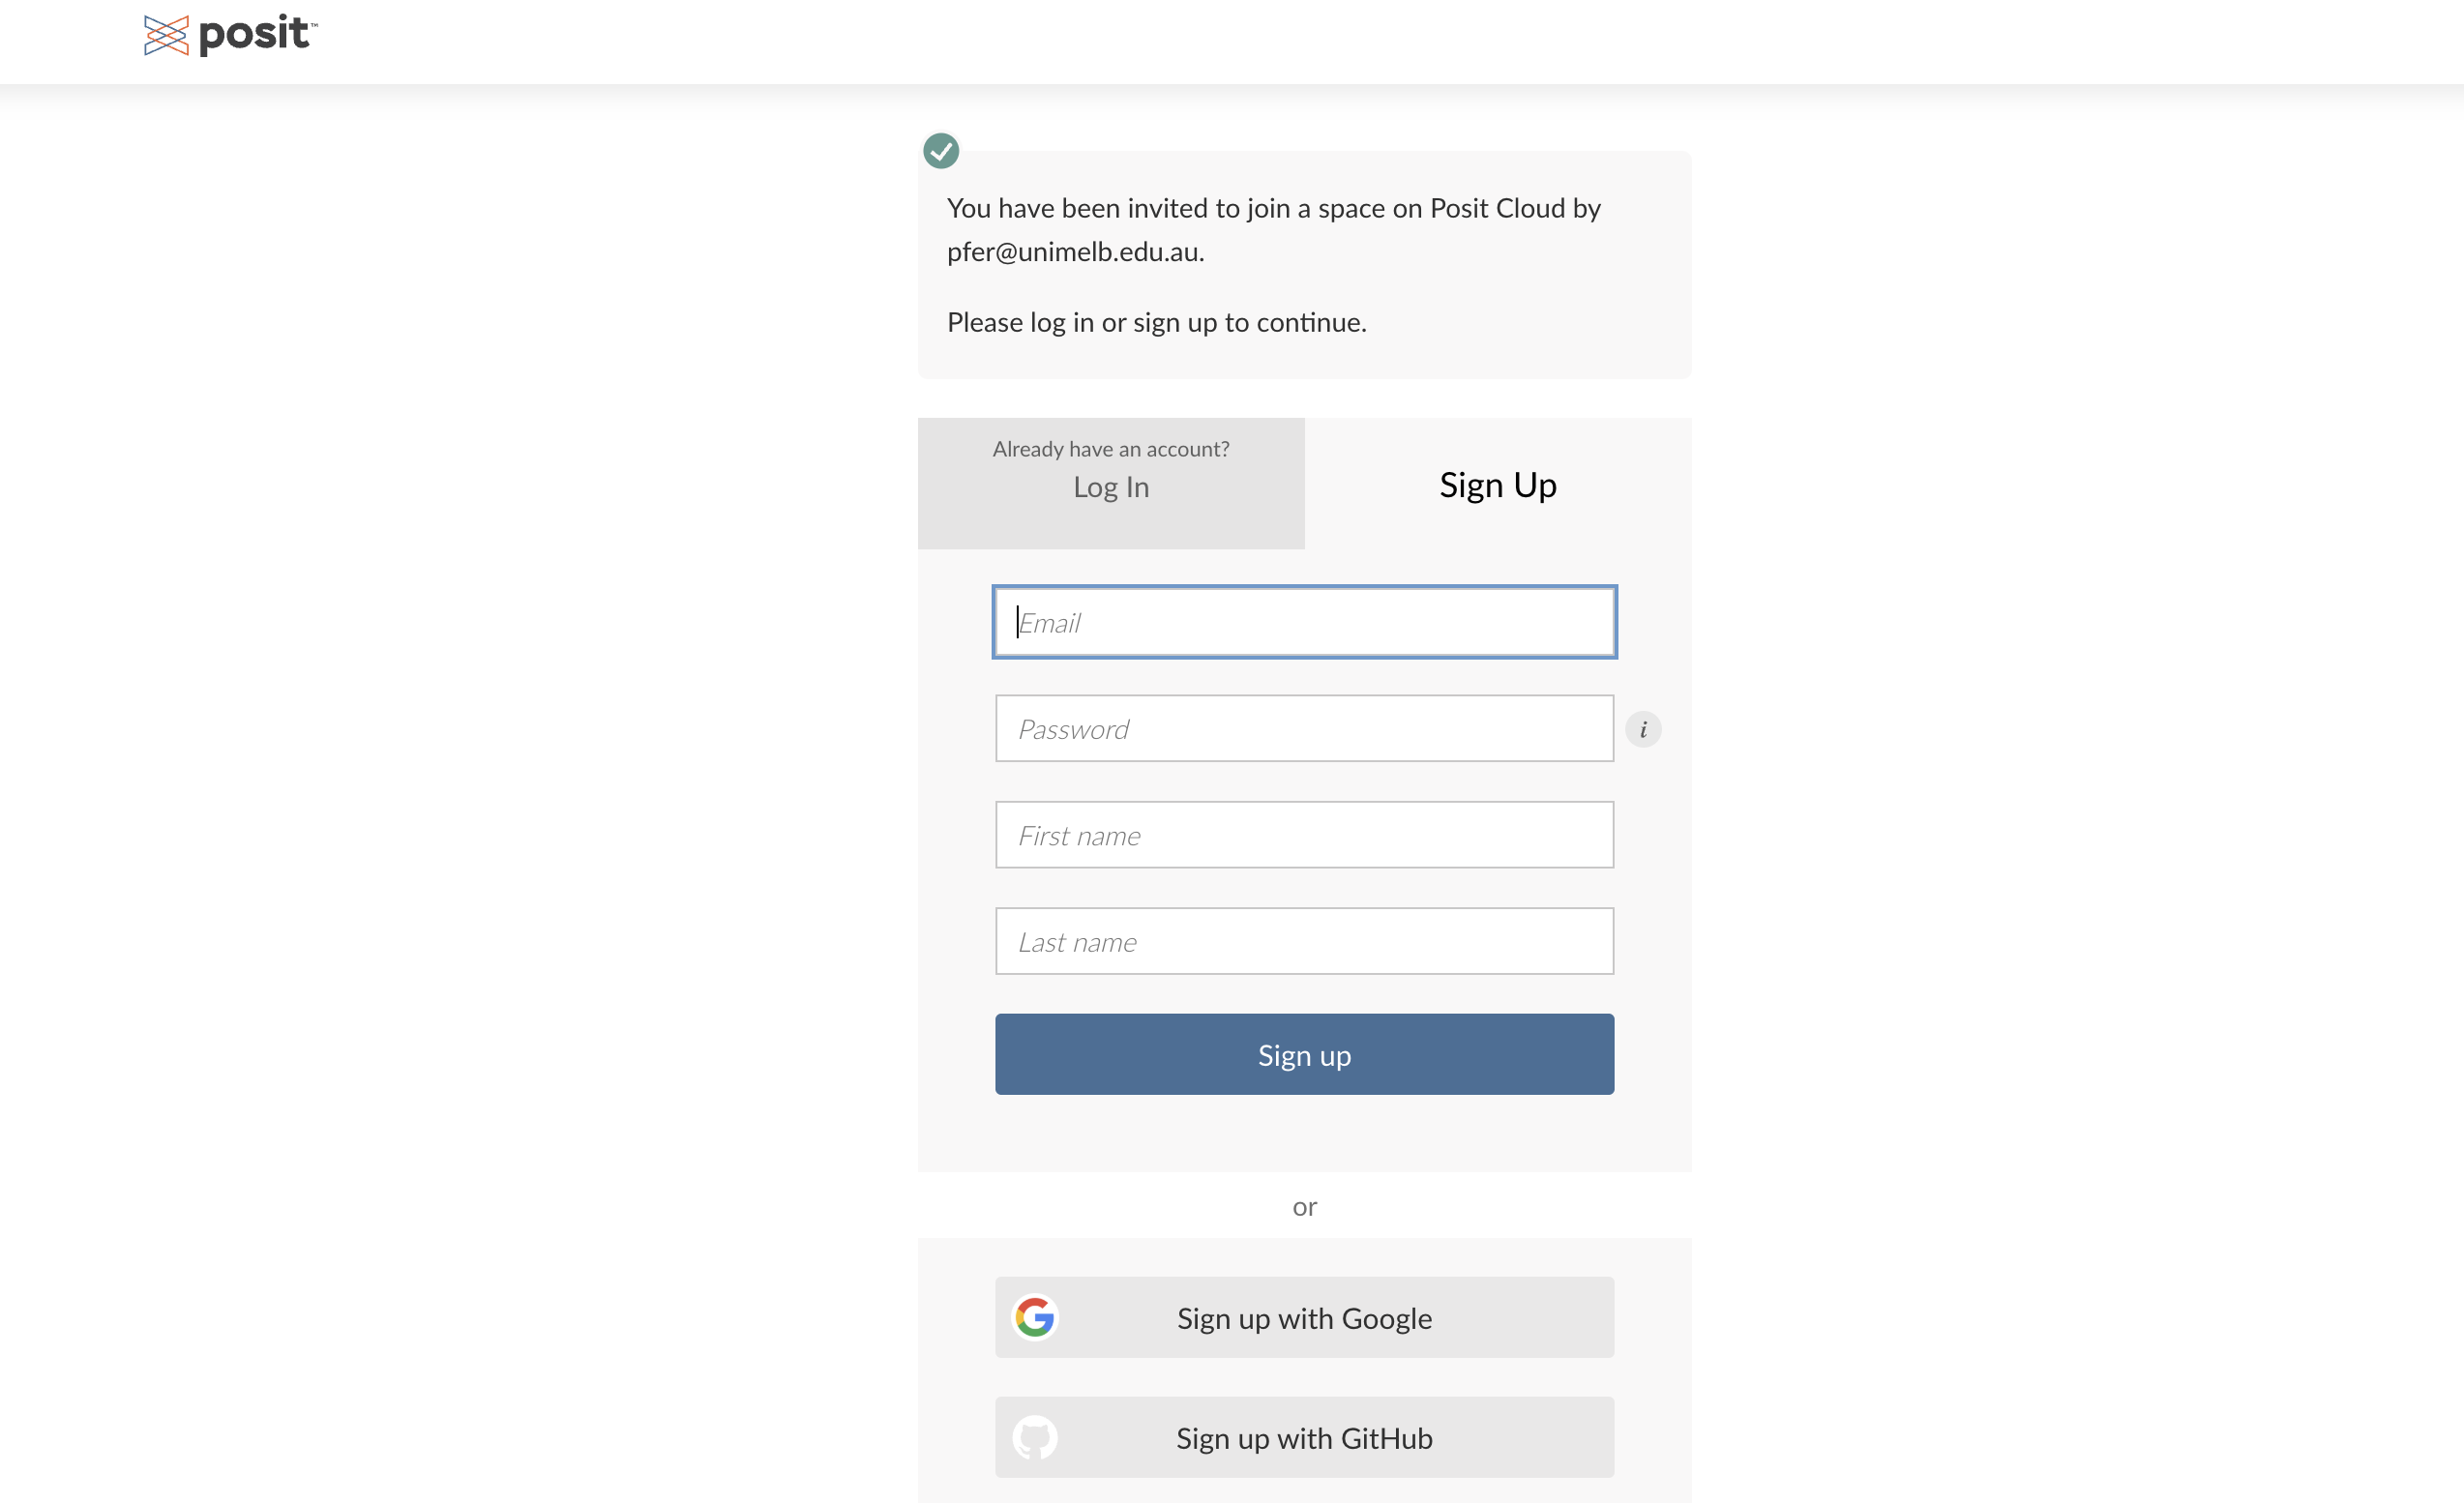 posit™
You have been invited to join a space on Posit Cloud by
pfer@unimelb.edu.au.
Please log in or sign up to continue.
Already have an account?
Log In
Sign Up
Email
Password
i
First name
Last name
Sign up
or
Sign up with Google
Sign up with GitHub